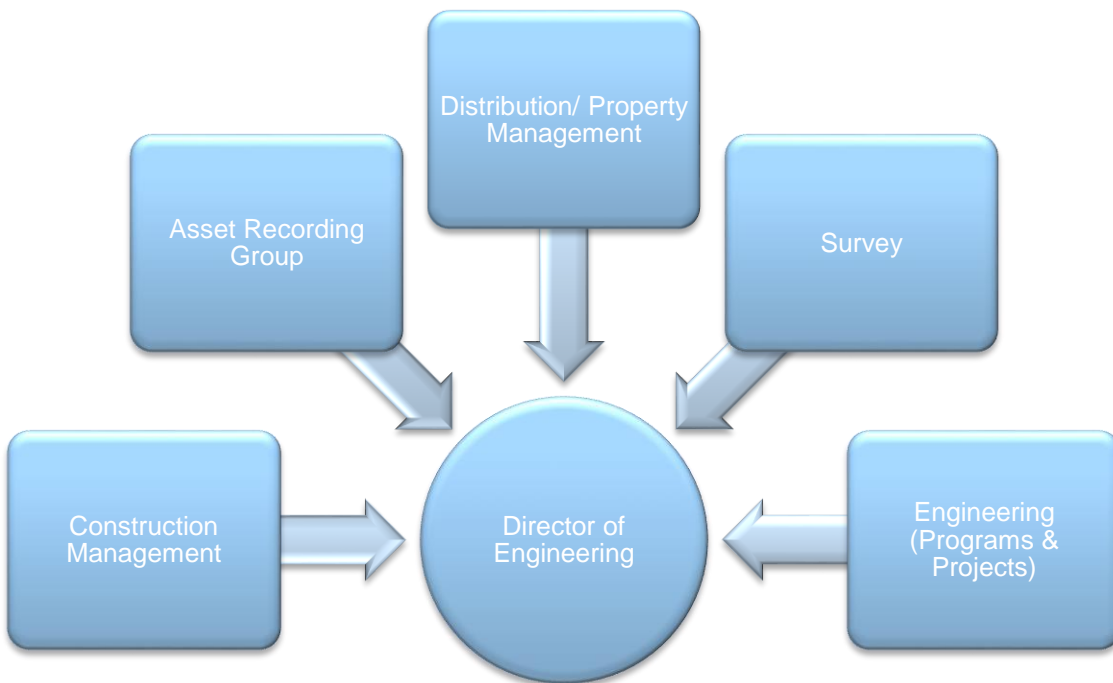 Distribution/ Property
Management
Asset Recording
Group
Survey
Construction
Management
Director of
Engineering
Engineering
(Programs &
Projects)